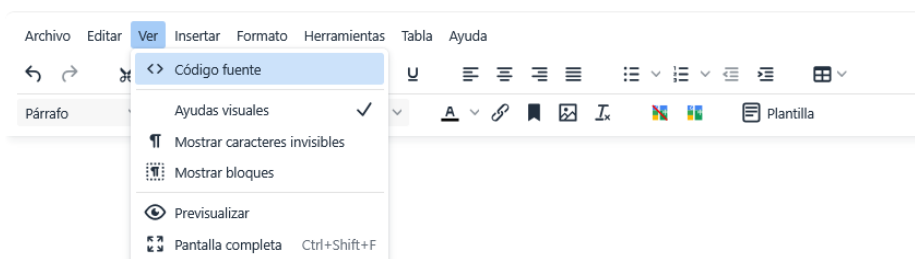 Archivo Editar Ver Insertar Formato Herramientas Tabla Ayuda
Código fuente
Ayudas visuales
Párrafo
Plantilla
Mostrar caracteres invisibles
Mostrar bloques
Previsualizar
Pantalla completa Ctrl+Shift+F